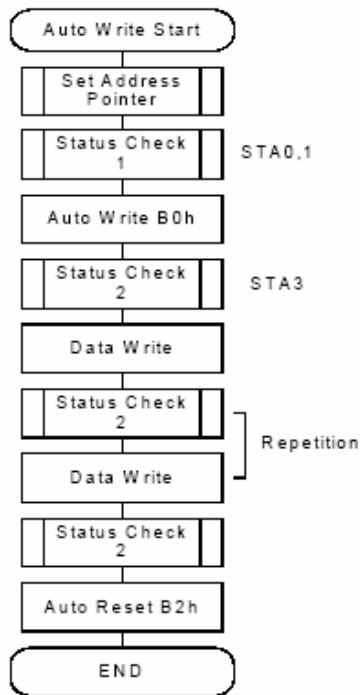 Auto Write Start
Set Address
Pointer
Status Check
1
STA0,1
Auto Write B0h
Status Check
2
STA3
Data Write
Status Check
2
Repetition
Data Write
Status Check
2
Auto Reset B2h
END